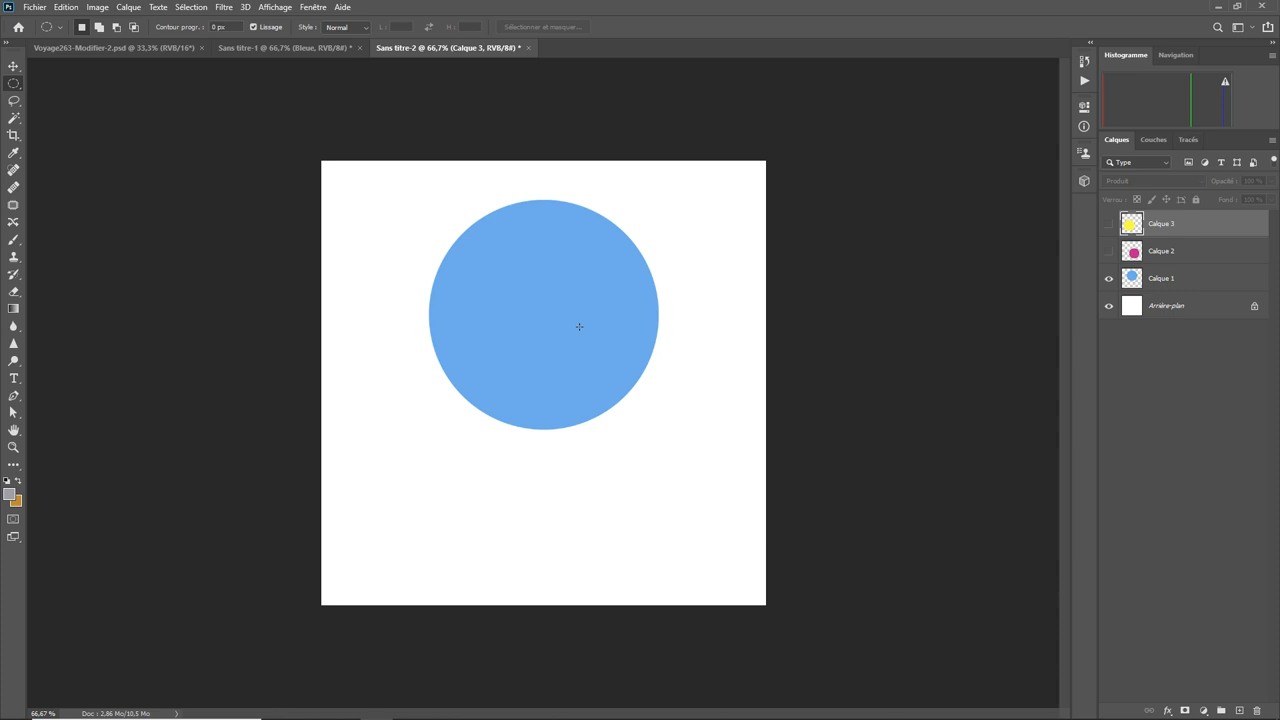 Ps Fichier Edition Image Calque Texte Sélection Filtre 3D Affichage Fenêtre Aide
Contour progr. : 0 px Lissage Style : Normal L : H : Sélectionner et masquer...
Voyage263-Modifier-2.psd @ 33,3% (RVB/16*) × Sans titre-1 @ 66,7% (Bleue, RVB/8#) * × Sans titre-2 @ 66,7% (Calque 3, RVB/8#) * ×
Histogramme Navigation
Calques Couches Tracés
Type
Produit Opacité : 100 %
Verrou : Fond : 100 %
Calque 3
Calque 2
Calque 1
Arrière-plan
66,67 % Doc : 2,86 Mo/10,5 Mo